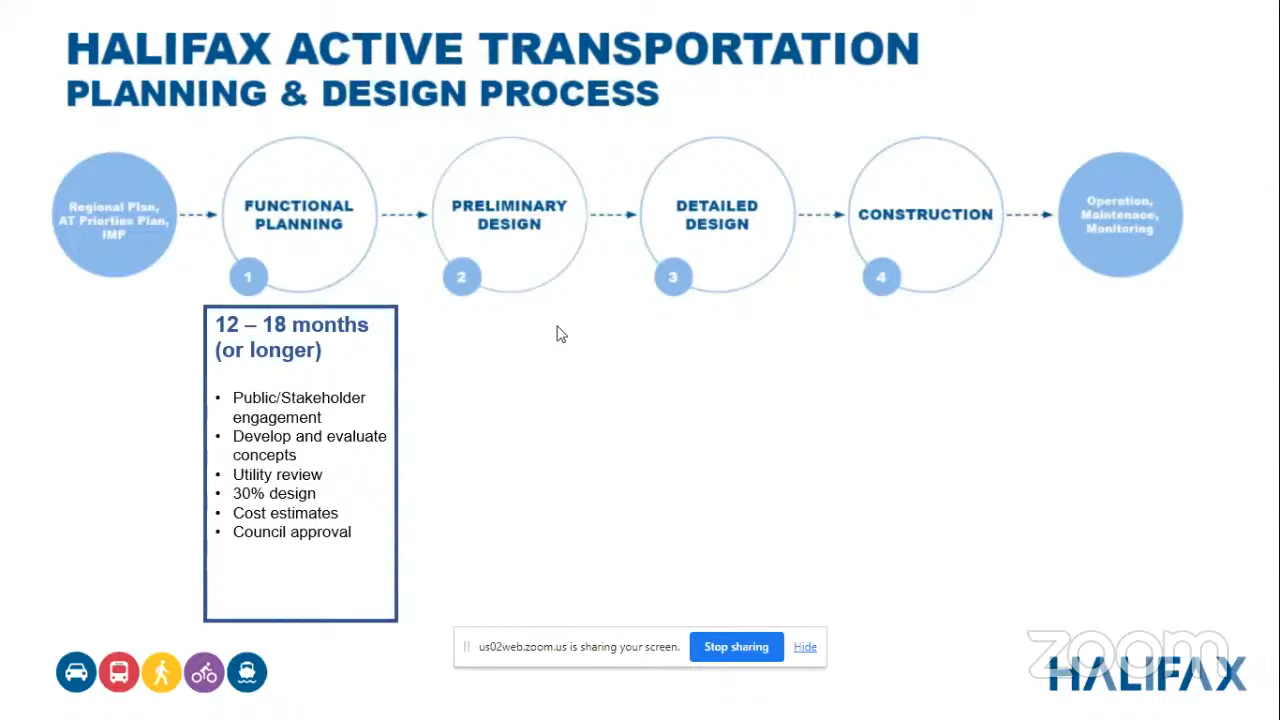 HALIFAX ACTIVE TRANSPORTATION
PLANNING & DESIGN PROCESS
Regional Plan,
AT Priorties Plan,
IMP
FUNCTIONAL
PLANNING
1
PRELIMINARY
DESIGN
2
DETAILED
DESIGN
3
CONSTRUCTION
4
Operation,
Maintenace,
Monitoring
12 – 18 months
(or longer)
• Public/Stakeholder
engagement
• Develop and evaluate
concepts
• Utility review
• 30% design
• Cost estimates
• Council approval
us02web.zoom.us is sharing your screen.
Stop sharing
Hide
zoom
HALIFAX